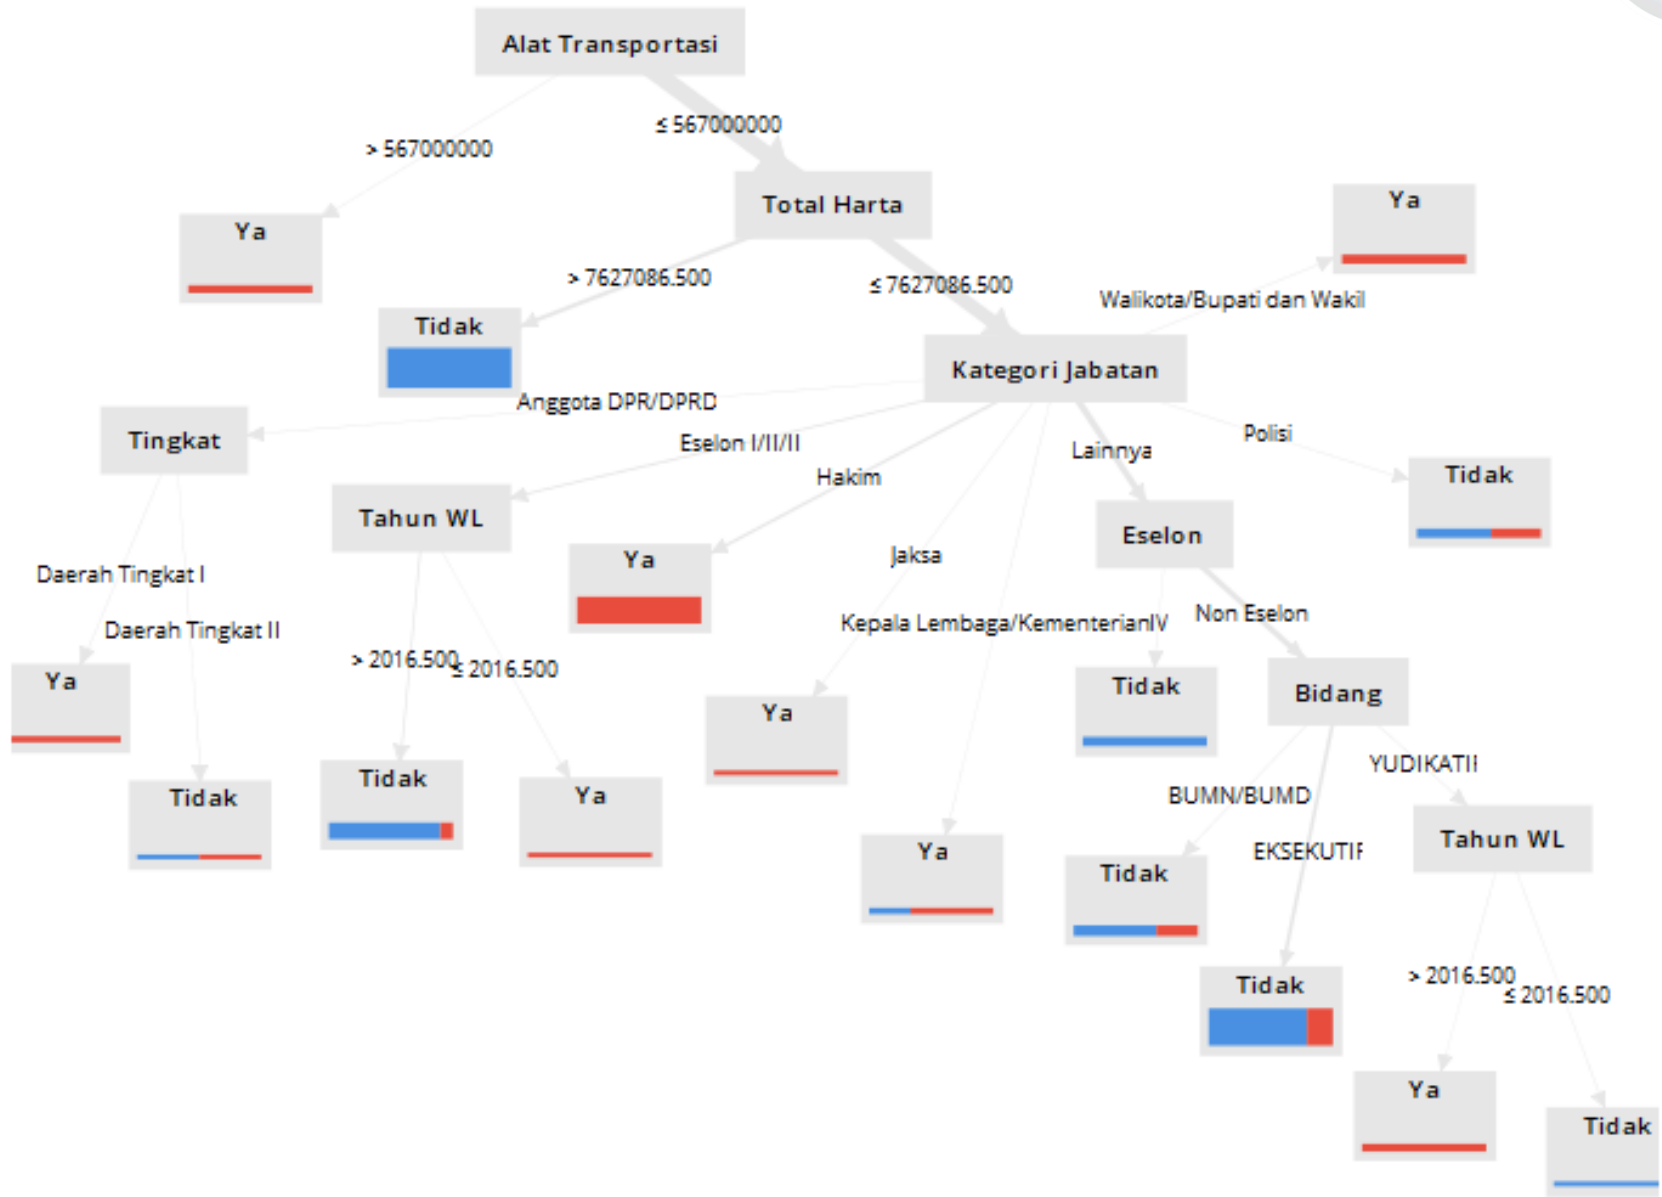 Alat Transportasi
≤ 567000000
> 567000000
Ya
Total Harta
Ya
> 7627086.500
≤ 7627086.500
Walikota/Bupati dan Wakil
Tidak
Kategori Jabatan
Anggota DPR/DPRD
Tingkat
Eselon I/II/II
Lainnya
Polisi
Hakim
Tidak
Tahun WL
Eselon
Ya
Jaksa
Daerah Tingkat I
Daerah Tingkat II
Kepala Lembaga/Kementerian
IV
Non Eselon
> 2016.500
≤ 2016.500
Ya
Tidak
Bidang
Ya
YUDIKATIF
Tidak
Tidak
Ya
BUMN/BUMD
Tahun WL
EKSEKUTIF
Ya
Tidak
> 2016.500
≤ 2016.500
Tidak
Ya
Tidak